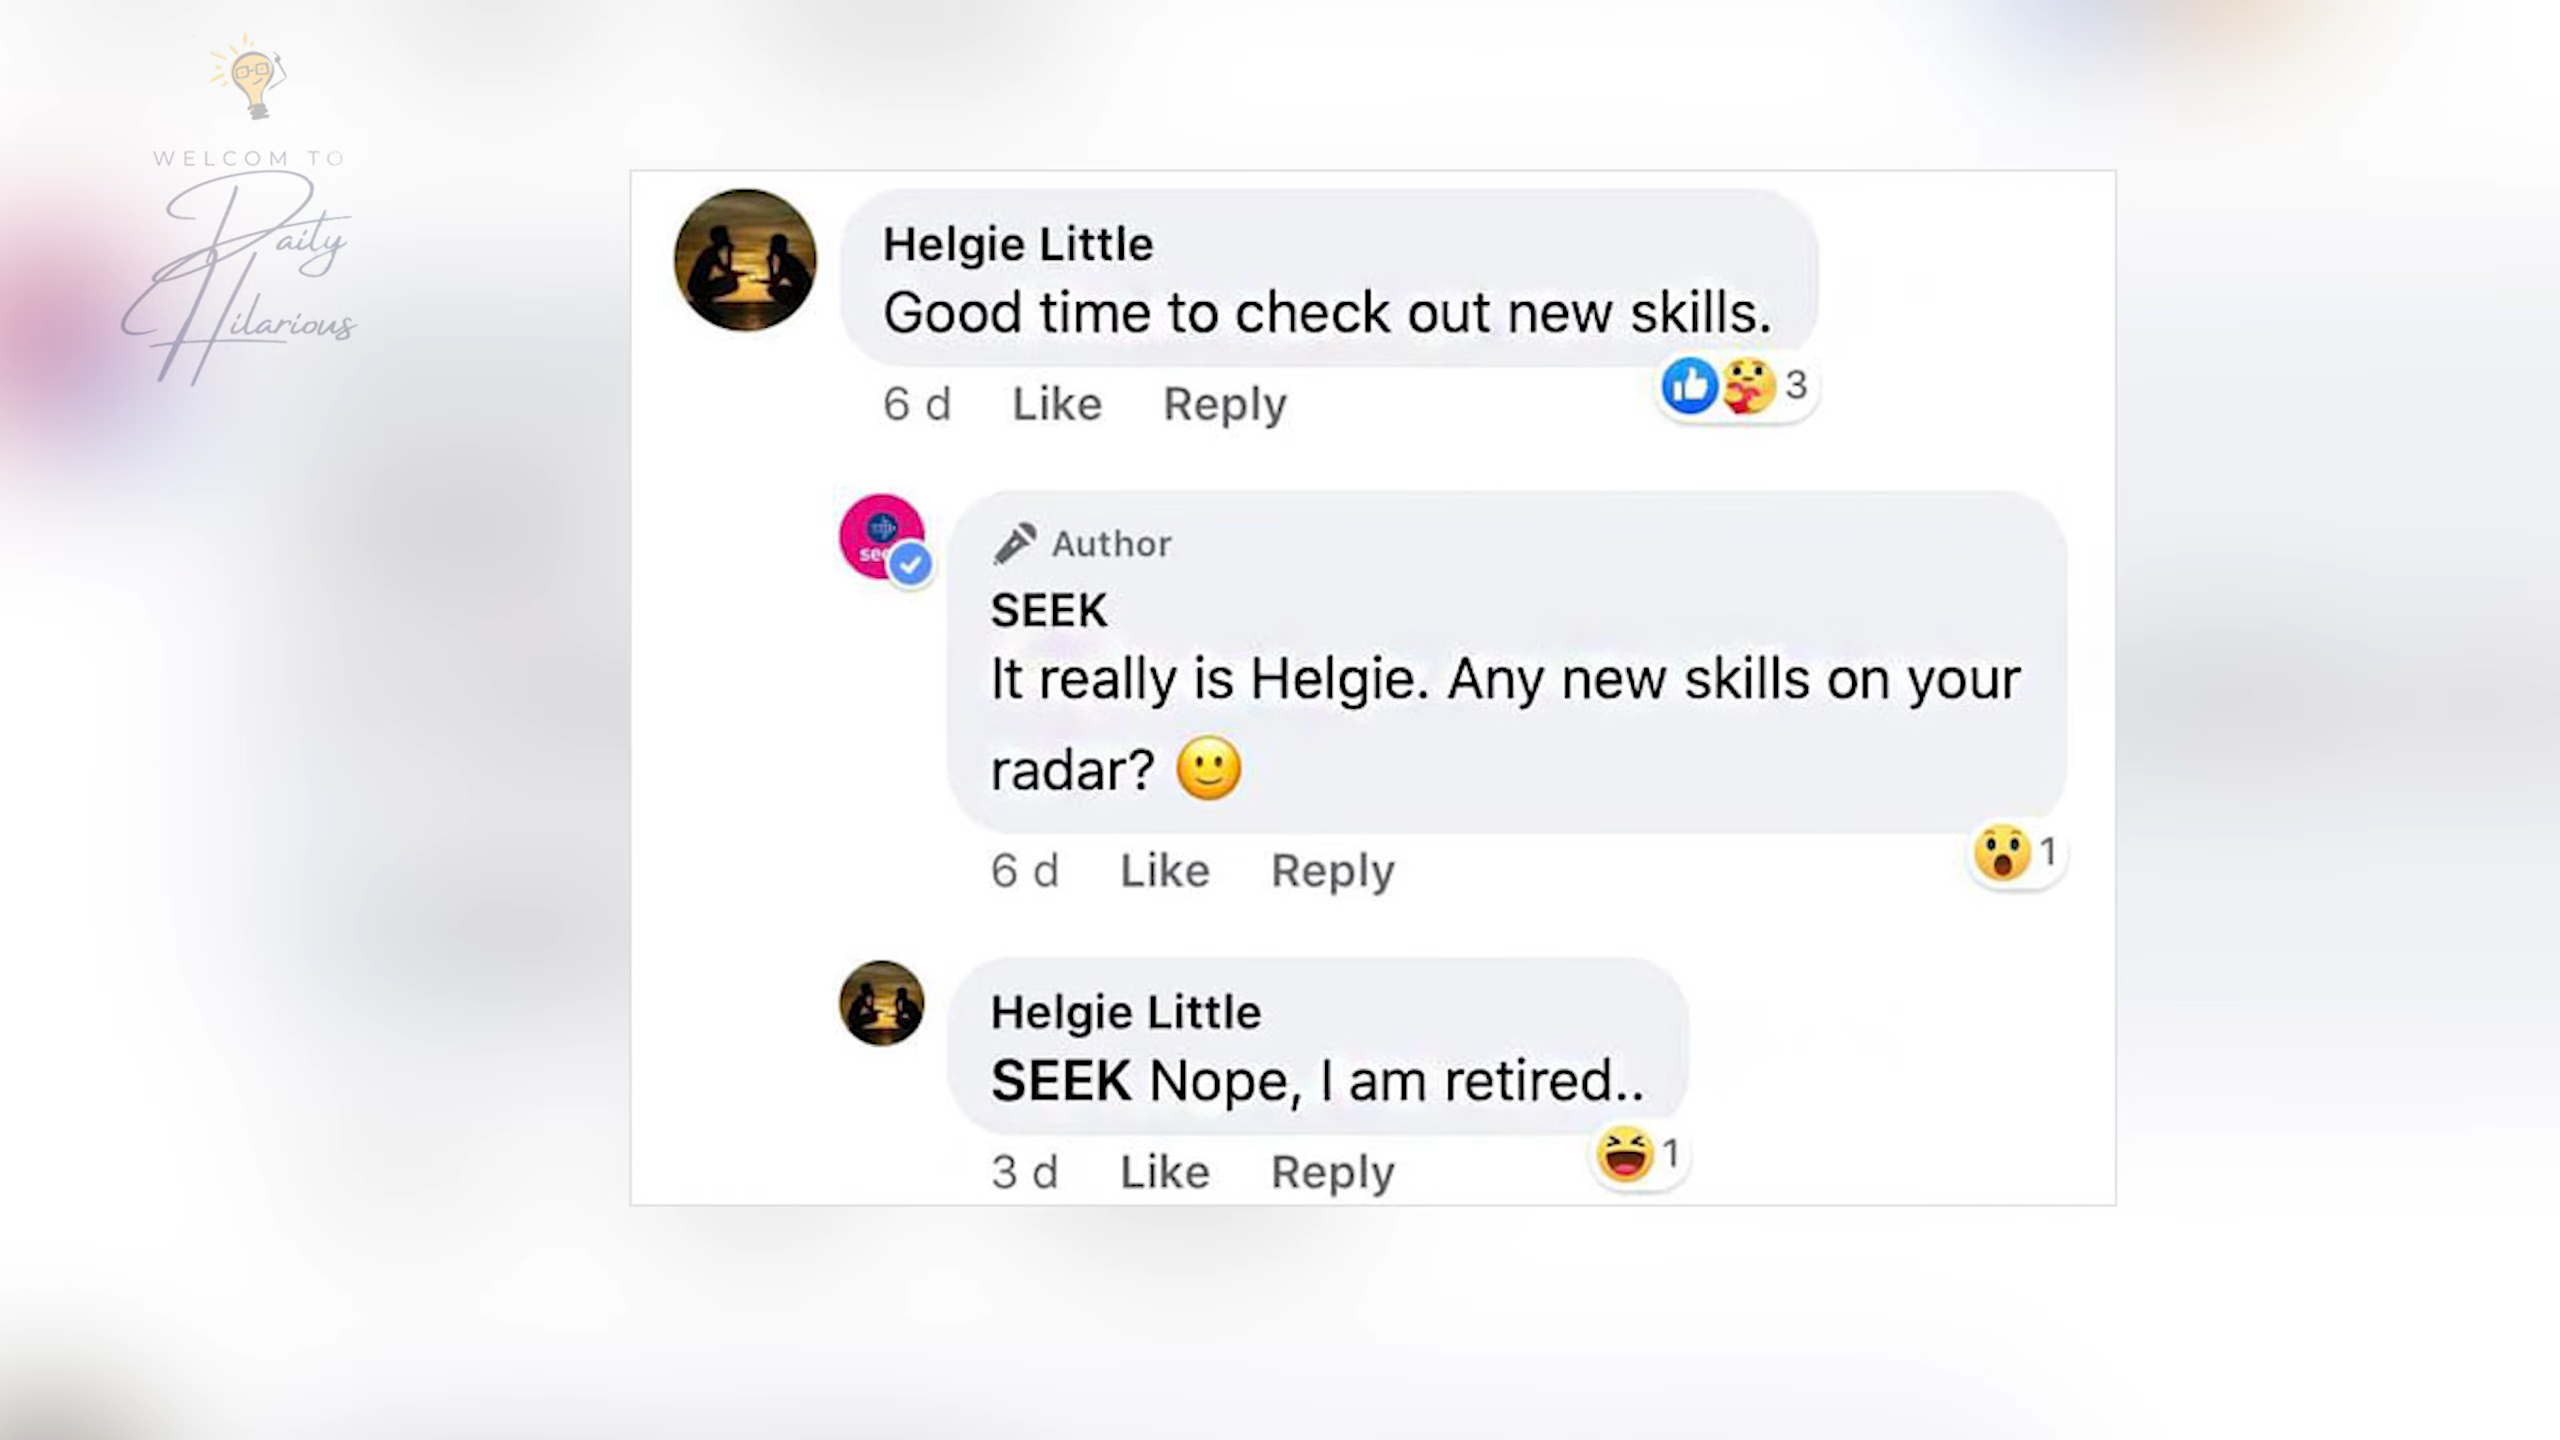 WELCOM TO
Daily
Hilarious
Helgie Little
Good time to check out new skills.
6 d Like Reply
3
see
Author
SEEK
It really is Helgie. Any new skills on your
radar? 🙂
6 d Like Reply
1
Helgie Little
SEEK Nope, I am retired..
3 d Like Reply
1